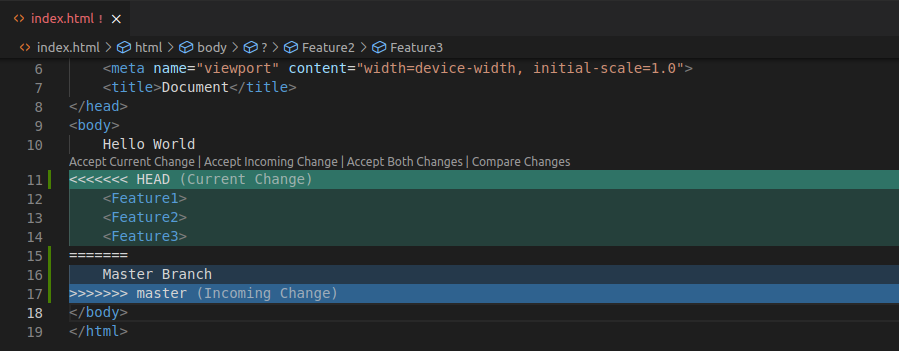 <> index.html ! ×
<> index.html > html > body > ? > Feature2 > Feature3
6 <meta name="viewport" content="width=device-width, initial-scale=1.0">
7 <title>Document</title>
8 </head>
9 <body>
10 Hello World
Accept Current Change | Accept Incoming Change | Accept Both Changes | Compare Changes
11 <<<<<<< HEAD (Current Change)
12 <Feature1>
13 <Feature2>
14 <Feature3>
15 =======
16 Master Branch
17 >>>>>>> master (Incoming Change)
18 </body>
19 </html>